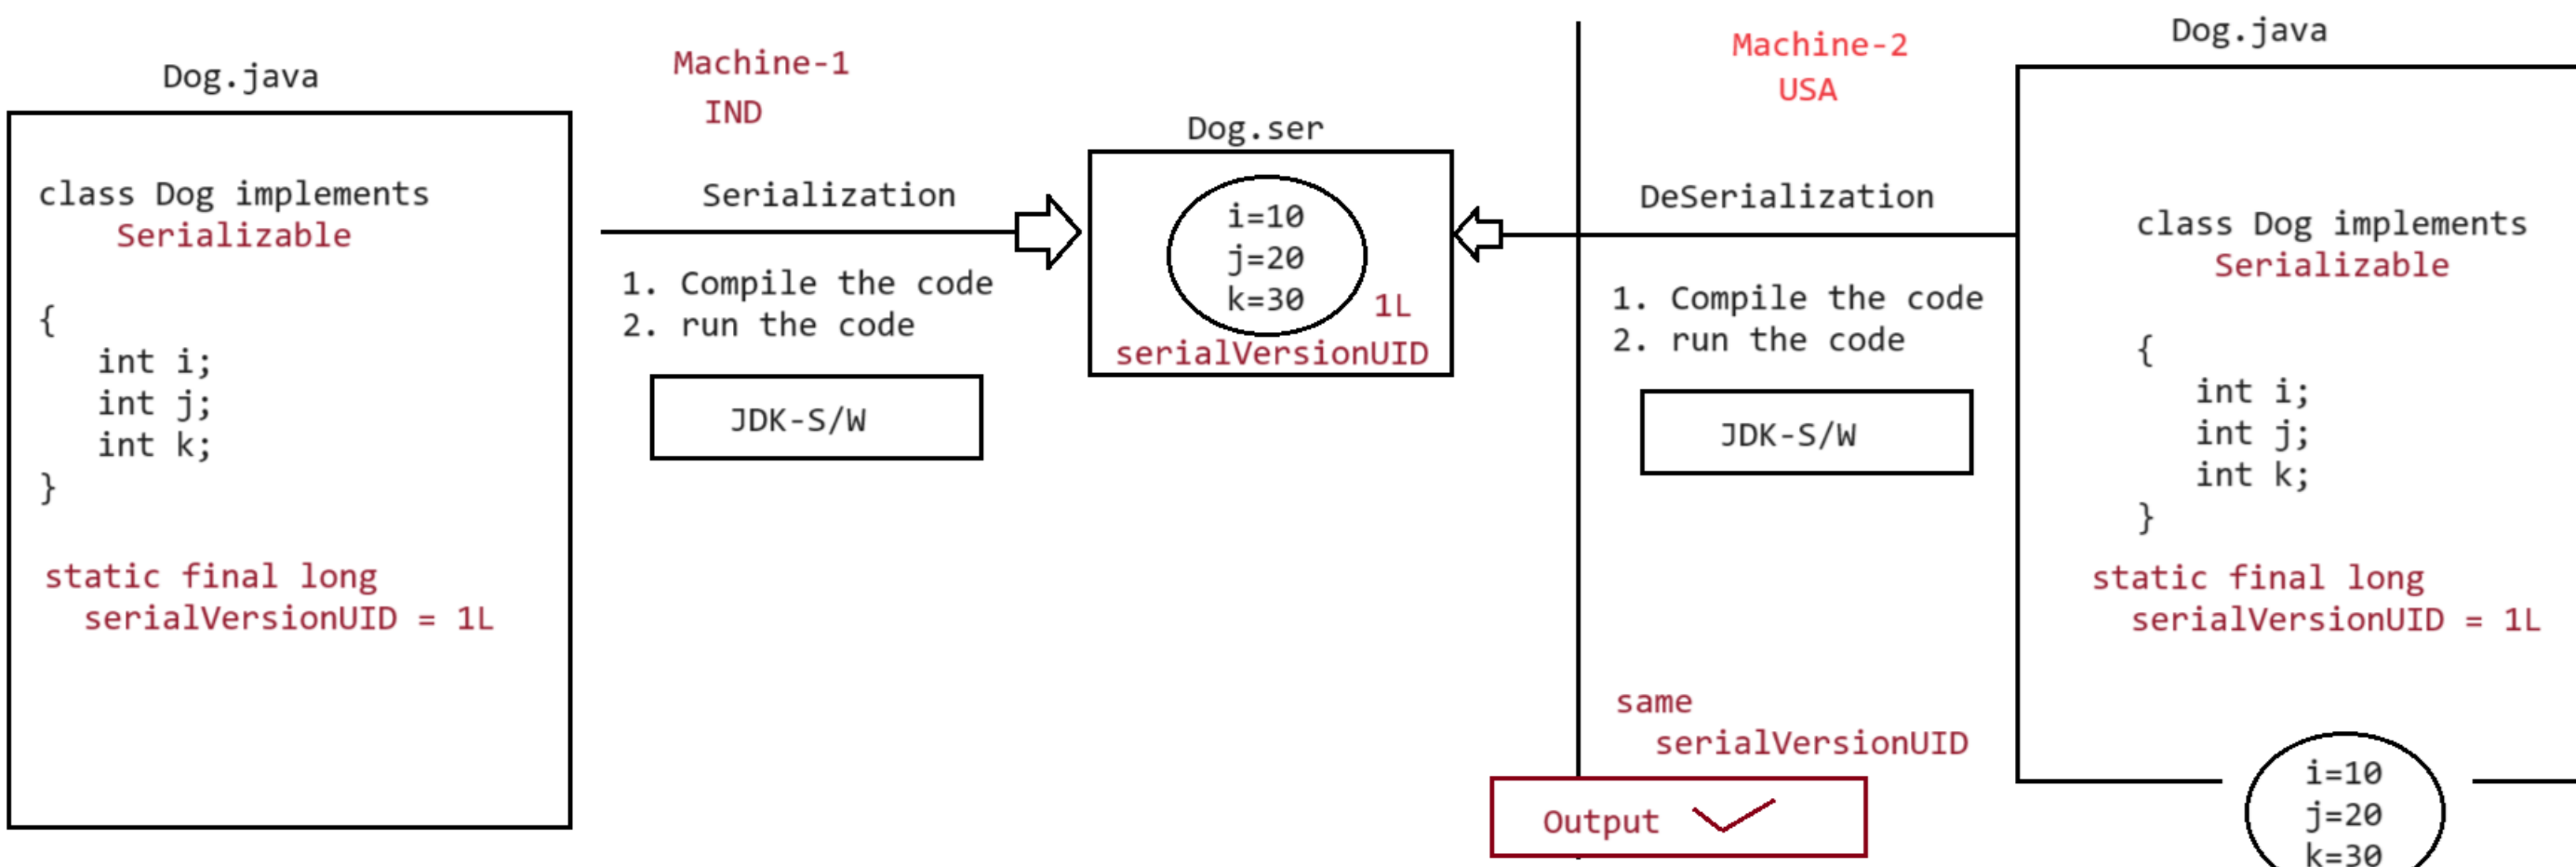 Dog.java
class Dog implements
Serializable
{
int i;
int j;
int k;
}
static final long
serialVersionUID = 1L
Machine-1
IND
Serialization
1. Compile the code
2. run the code
JDK-S/W
Dog.ser
i=10
j=20
k=30
1L
serialVersionUID
Machine-2
USA
DeSerialization
1. Compile the code
2. run the code
JDK-S/W
same
serialVersionUID
Output
Dog.java
class Dog implements
Serializable
{
int i;
int j;
int k;
}
static final long
serialVersionUID = 1L
i=10
j=20
k=30